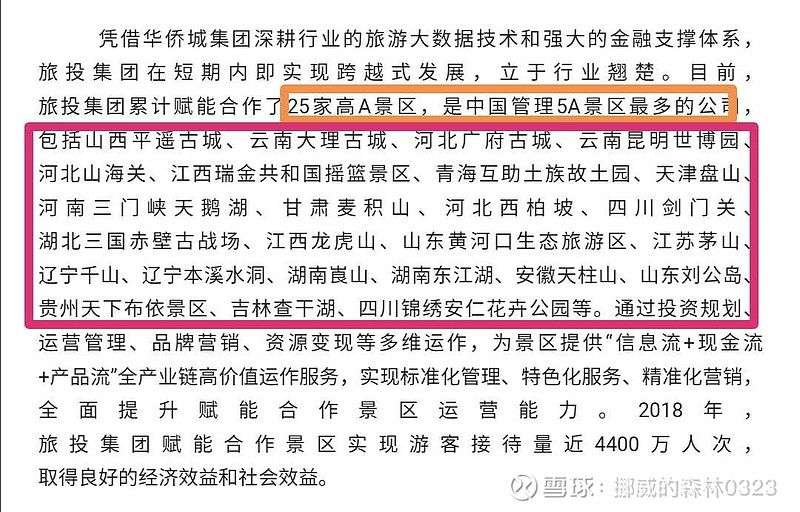 凭借华侨城集团深耕行业的旅游大数据技术和强大的金融支撑体系，
旅投集团在短期内即实现跨越式发展，立于行业翘楚。目前，
旅投集团累计赋能合作了25家高A景区，是中国管理5A景区最多的公司，
包括山西平遥古城、云南大理古城、河北广府古城、云南昆明世博园、
河北山海关、江西瑞金共和国摇篮景区、青海互助土族故土园、天津盘山、
河南三门峡天鹅湖、甘肃麦积山、河北西柏坡、四川剑门关、
湖北三国赤壁古战场、江西龙虎山、山东黄河口生态旅游区、江苏茅山、
辽宁千山、辽宁本溪水洞、湖南崀山、湖南东江湖、安徽天柱山、山东刘公岛、
贵州天下布依景区、吉林查干湖、四川锦绣安仁花卉公园等。通过投资规划、
运营管理、品牌营销、资源变现等多维运作，为景区提供“信息流+现金流
+产品流”全产业链高价值运作服务，实现标准化管理、特色化服务、精准化营销，
全面提升赋能合作景区运营能力。2018年，
旅投集团赋能合作景区实现游客接待量近4400万人次，
取得良好的经济效益和社会效益。
雪球：挪威的森林0323